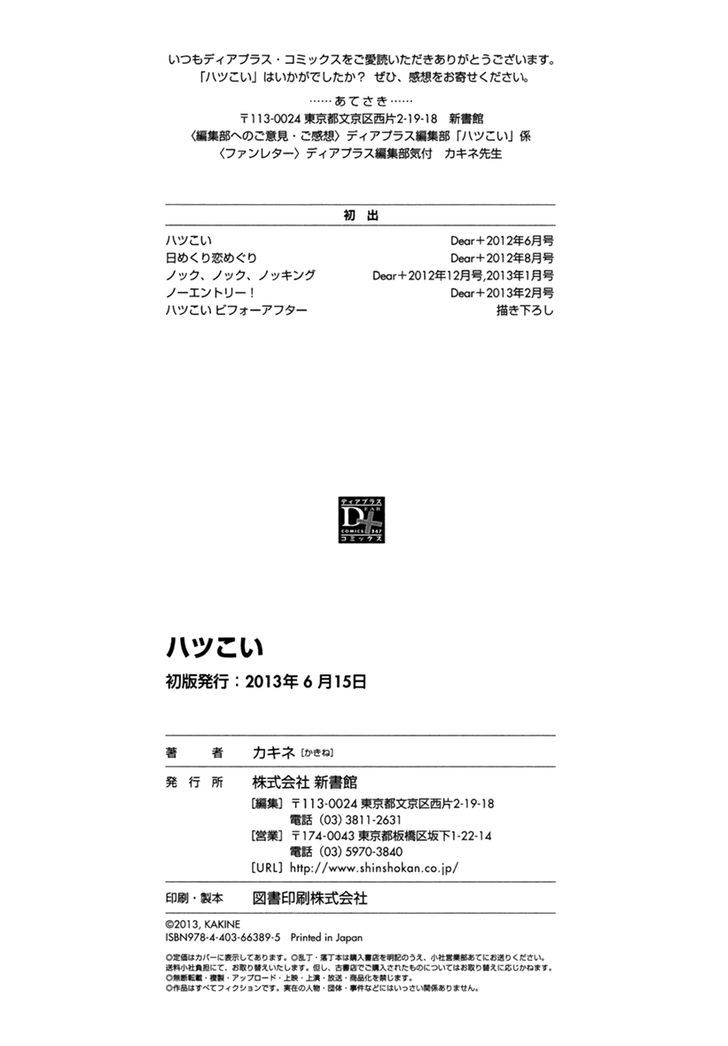 いつもディアプラス・コミックスをご愛読いただきありがとうございます。
「ハツこい」はいかがでしたか? ぜひ、感想をお寄せください。
……あてさき……
〒113-0024 東京都文京区西片2-19-18 新書館
〈編集部へのご意見・ご感想〉ディアプラス編集部「ハツこい」係
〈ファンレター〉ディアプラス編集部気付 カキネ先生
初 出
ハツこい Dear+2012年6月号
日めくり恋めぐり Dear+2012年8月号
ノック、ノック、ノッキング Dear+2012年12月号,2013年1月号
ノーエントリー! Dear+2013年2月号
ハツこい ビフォーアフター 描き下ろし
ディアプラス
DEAR+
COMICS 347
コミックス
ハツこい
初版発行:2013年 6 月15日
著 者 カキネ [かきね]
発 行 所 株式会社 新書館
[編集] 〒113-0024 東京都文京区西片2-19-18
電話 (03) 3811-2631
[営業] 〒174-0043 東京都板橋区坂下1-22-14
電話 (03) 5970-3840
[URL] http://www.shinshokan.co.jp/
印刷・製本 図書印刷株式会社
©2013, KAKINE
ISBN978-4-403-66389-5 Printed in Japan
◎定価はカバーに表示してあります。◎乱丁・落丁本は購入書店を明記のうえ、小社営業部あてにお送りください。
送料小社負担にて、お取り替えいたします。但し、古書店でご購入されたものについてはお取り替えに応じかねます。
◎無断転載・複製・アップロード・上映・上演・放送・商品化を禁じます。
◎作品はすべてフィクションです。実在の人物・団体・事件などにはいっさい関係ありません。